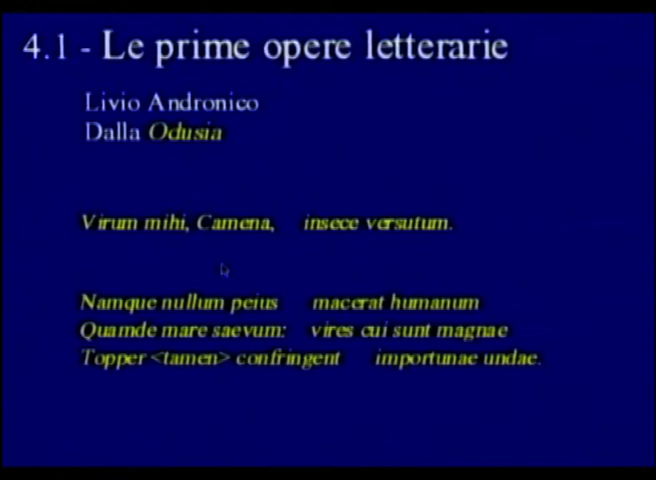 4.1 - Le prime opere letterarie
Livio Andronico
Dalla Odusia
Virum mihi, Camena, insece versutum.
Namque nullum peius macerat humanum
Quamde mare saevum: vires cui sunt magnae
Topper <tamen> confringent importunae undae.